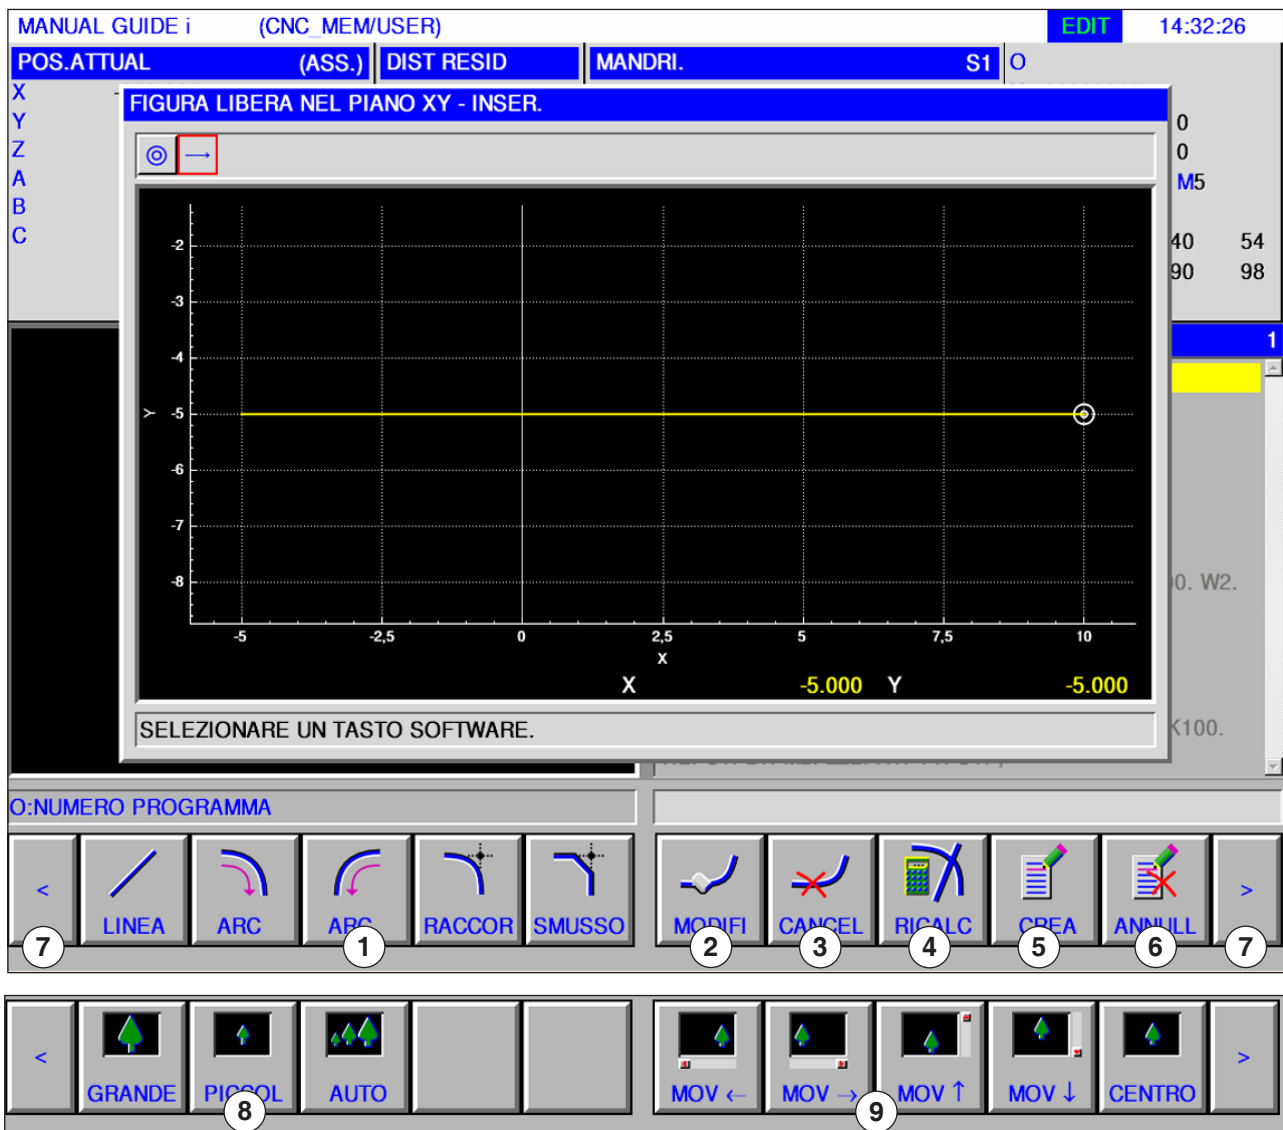 MANUAL GUIDE i (CNC_MEM/USER) EDIT 14:32:26
POS.ATTUAL (ASS.) DIST RESID MANDRI. S1 O
X -
FIGURA LIBERA NEL PIANO XY - INSER.
Y 0
Z 0
A M5
B
C 40 54
90 98
1
-2
-3
-4
Y -5
-6
-7
-8
0. W2.
-5 -2,5 0 2,5 5 7,5 10
X
X -5.000 Y -5.000
SELEZIONARE UN TASTO SOFTWARE.
K100.
O:NUMERO PROGRAMMA
< LINEA ARC ARC RACCOR SMUSSO MODIFI CANCEL RICALC CREA ANNULL >
7 1 2 3 4 5 6 7
< GRANDE PICCOL AUTO MOV ← MOV → MOV ↑ MOV ↓ CENTRO >
8 9